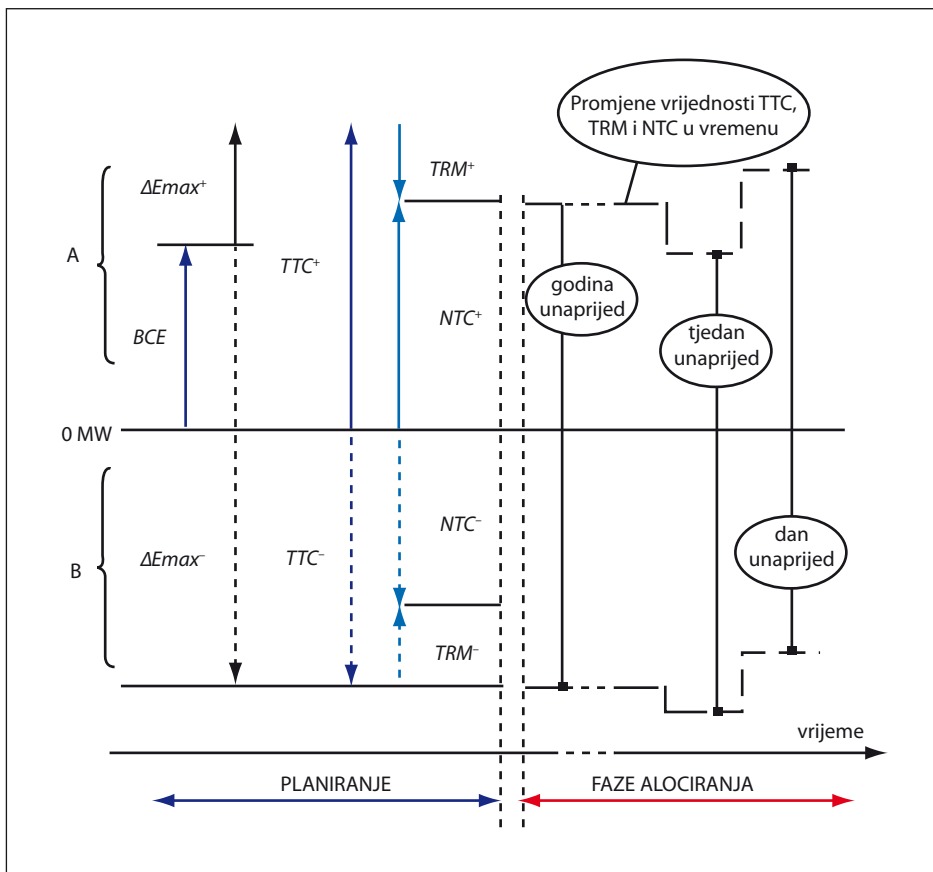 Promjene vrijednosti TTC,
TRM i NTC u vremenu
TRM⁺
ΔEmax⁺
A
TTC⁺
godina
unaprijed
NTC⁺
BCE
tjedan
unaprijed
0 MW
NTC⁻
dan
unaprijed
ΔEmax⁻
TTC⁻
B
TRM⁻
vrijeme
PLANIRANJE
FAZE ALOCIRANJA